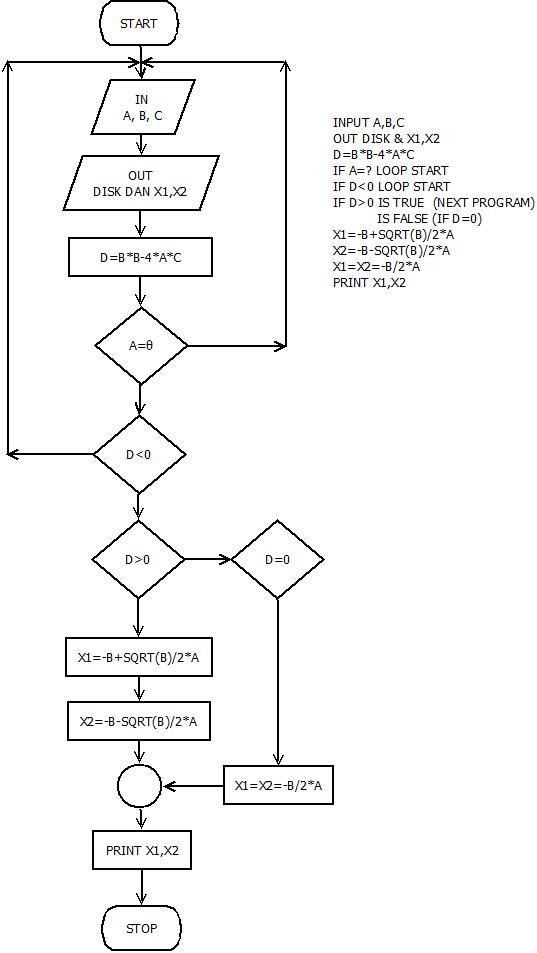 START
IN
A, B, C
OUT
DISK DAN X1,X2
D=B*B-4*A*C
A=θ
D<0
D>0
D=0
X1=-B+SQRT(B)/2*A
X2=-B-SQRT(B)/2*A
X1=X2=-B/2*A
PRINT X1,X2
STOP
INPUT A,B,C
OUT DISK & X1,X2
D=B*B-4*A*C
IF A=? LOOP START
IF D<0 LOOP START
IF D>0 IS TRUE (NEXT PROGRAM)
IS FALSE (IF D=0)
X1=-B+SQRT(B)/2*A
X2=-B-SQRT(B)/2*A
X1=X2=-B/2*A
PRINT X1,X2